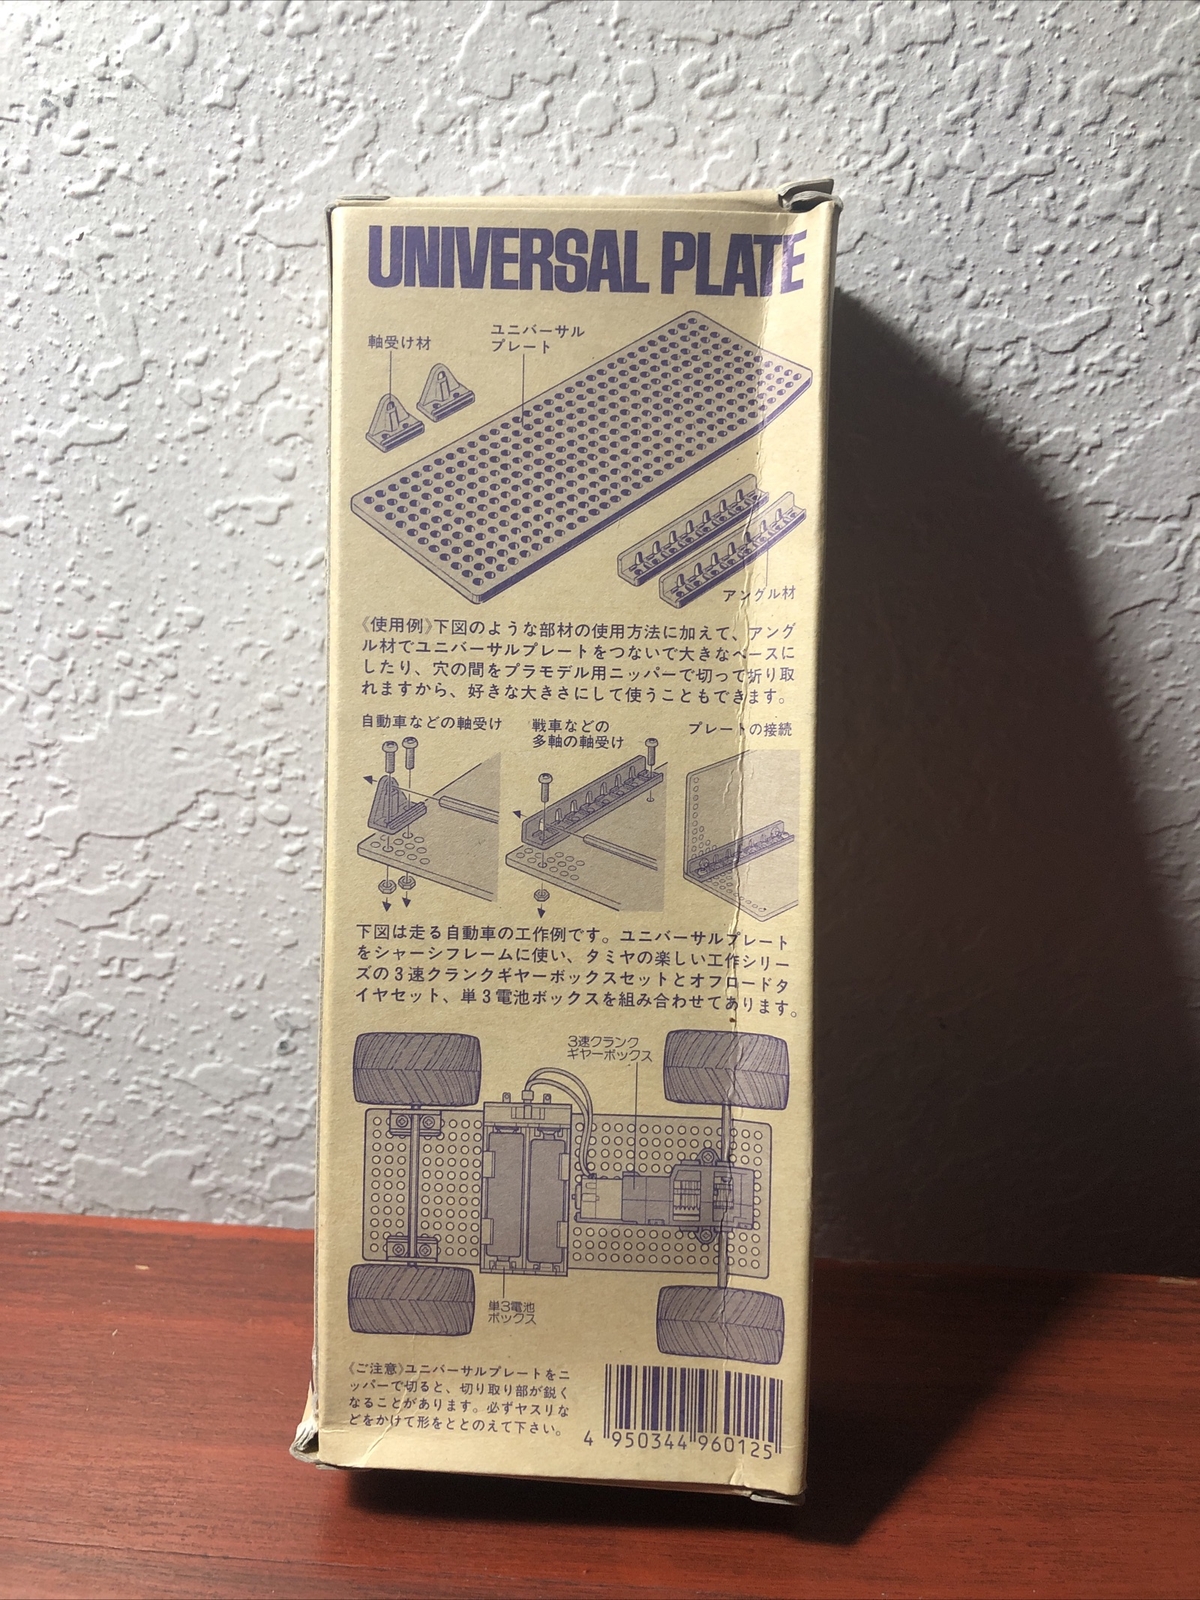 UNIVERSAL PLATE
軸受け材
ユニバーサル
プレート
アングル材
《使用例》下図のような部材の使用方法に加えて、アング
ル材でユニバーサルプレートをつないで大きなベースに
したり、穴の間をプラモデル用ニッパーで切って折り取
れますから、好きな大きさにして使うこともできます。
自動車などの軸受け
戦車などの
多軸の軸受け
プレートの接続
下図は走る自動車の工作例です。ユニバーサルプレート
をシャーシフレームに使い、タミヤの楽しい工作シリー
ズの3速クランクギヤーボックスセットとオフロードタ
イヤセット、単3電池ボックスを組み合わせてあります。
3速クランク
ギヤーボックス
単3電池
ボックス
《ご注意》ユニバーサルプレートをニ
ッパーで切ると、切り取り部が鋭く
なることがあります。必ずヤスリな
どをかけて形をととのえて下さい。
4 950344 960125